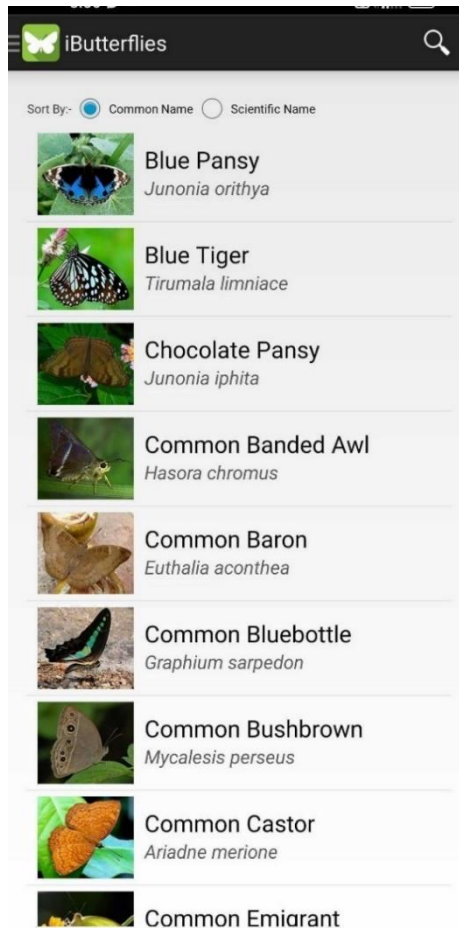 iButterflies
Sort By:- Common Name Scientific Name
Blue Pansy
Junonia orithya
Blue Tiger
Tirumala limniace
Chocolate Pansy
Junonia iphita
Common Banded Awl
Hasora chromus
Common Baron
Euthalia aconthea
Common Bluebottle
Graphium sarpedon
Common Bushbrown
Mycalesis perseus
Common Castor
Ariadne merione
Common Emigrant